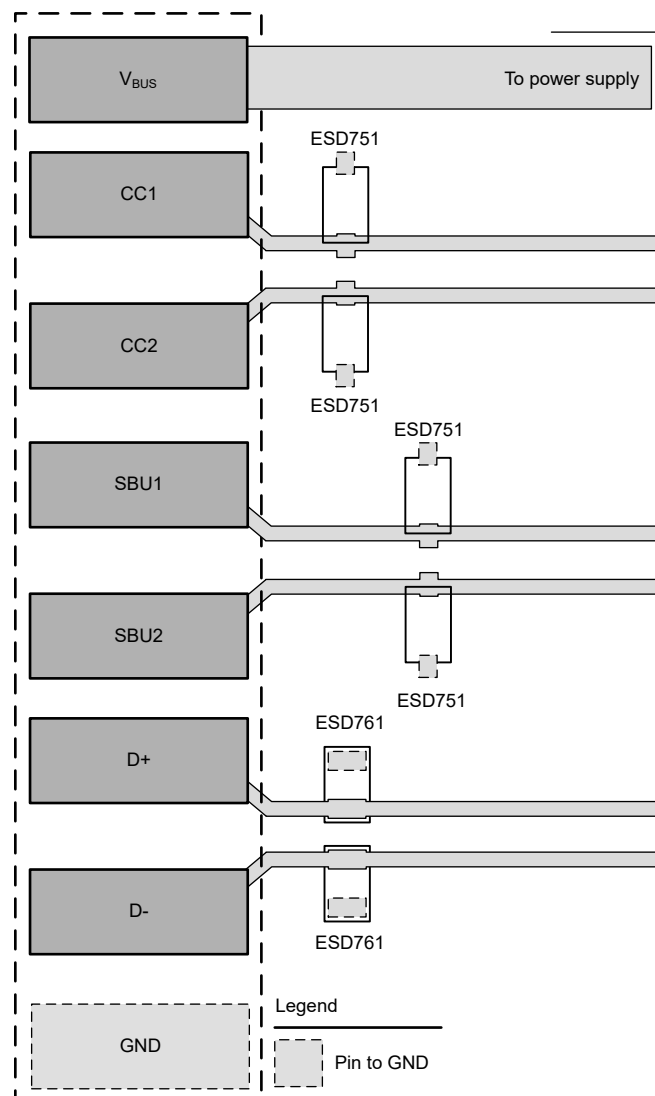 VBUS
To power supply
ESD751
CC1
CC2
ESD751
ESD751
SBU1
SBU2
ESD751
ESD761
D+
D-
ESD761
Legend
GND
Pin to GND